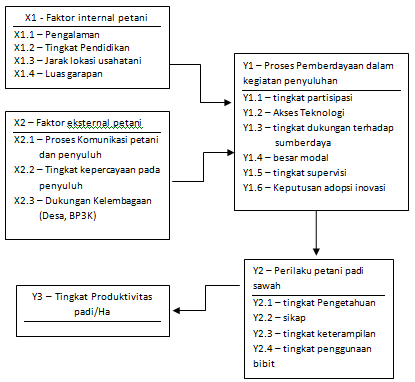 X1 - Faktor internal petani
X1.1 – Pengalaman
X1.2 – Tingkat Pendidikan
X1.3 – Jarak lokasi usahatani
X1.4 – Luas garapan
X2 – Faktor eksternal petani
X2.1 – Proses Komunikasi petani
dan penyuluh
X2.2 – Tingkat kepercayaan pada
penyuluh
X2.3 – Dukungan Kelembagaan
(Desa, BP3K)
Y1 – Proses Pemberdayaan dalam
kegiatan penyuluhan
Y1.1 – tingkat partisipasi
Y1.2 – Akses Teknologi
Y1.3 – tingkat dukungan terhadap
sumberdaya
Y1.4 – besar modal
Y1.5 – tingkat supervisi
Y1.6 – Keputusan adopsi inovasi
Y2 – Perilaku petani padi
sawah
Y2.1 – tingkat Pengetahuan
Y2.2 – sikap
Y2.3 – tingkat keterampilan
Y2.4 – tingkat penggunaan
bibit
Y3 – Tingkat Produktivitas
padi/Ha